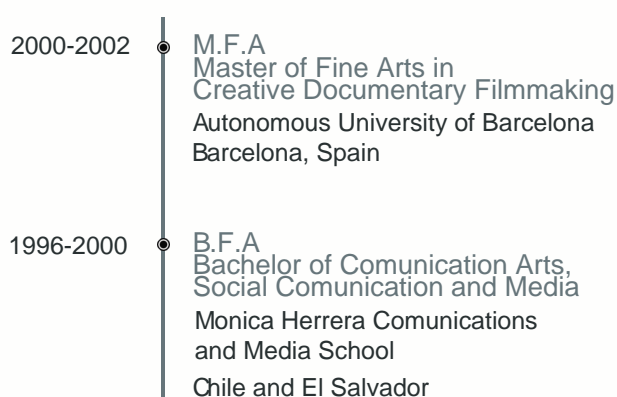 2000-2002
M.F.A
Master of Fine Arts in
Creative Documentary Filmmaking
Autonomous University of Barcelona
Barcelona, Spain
1996-2000
B.F.A
Bachelor of Comunication Arts,
Social Comunication and Media
Monica Herrera Comunications
and Media School
Chile and El Salvador